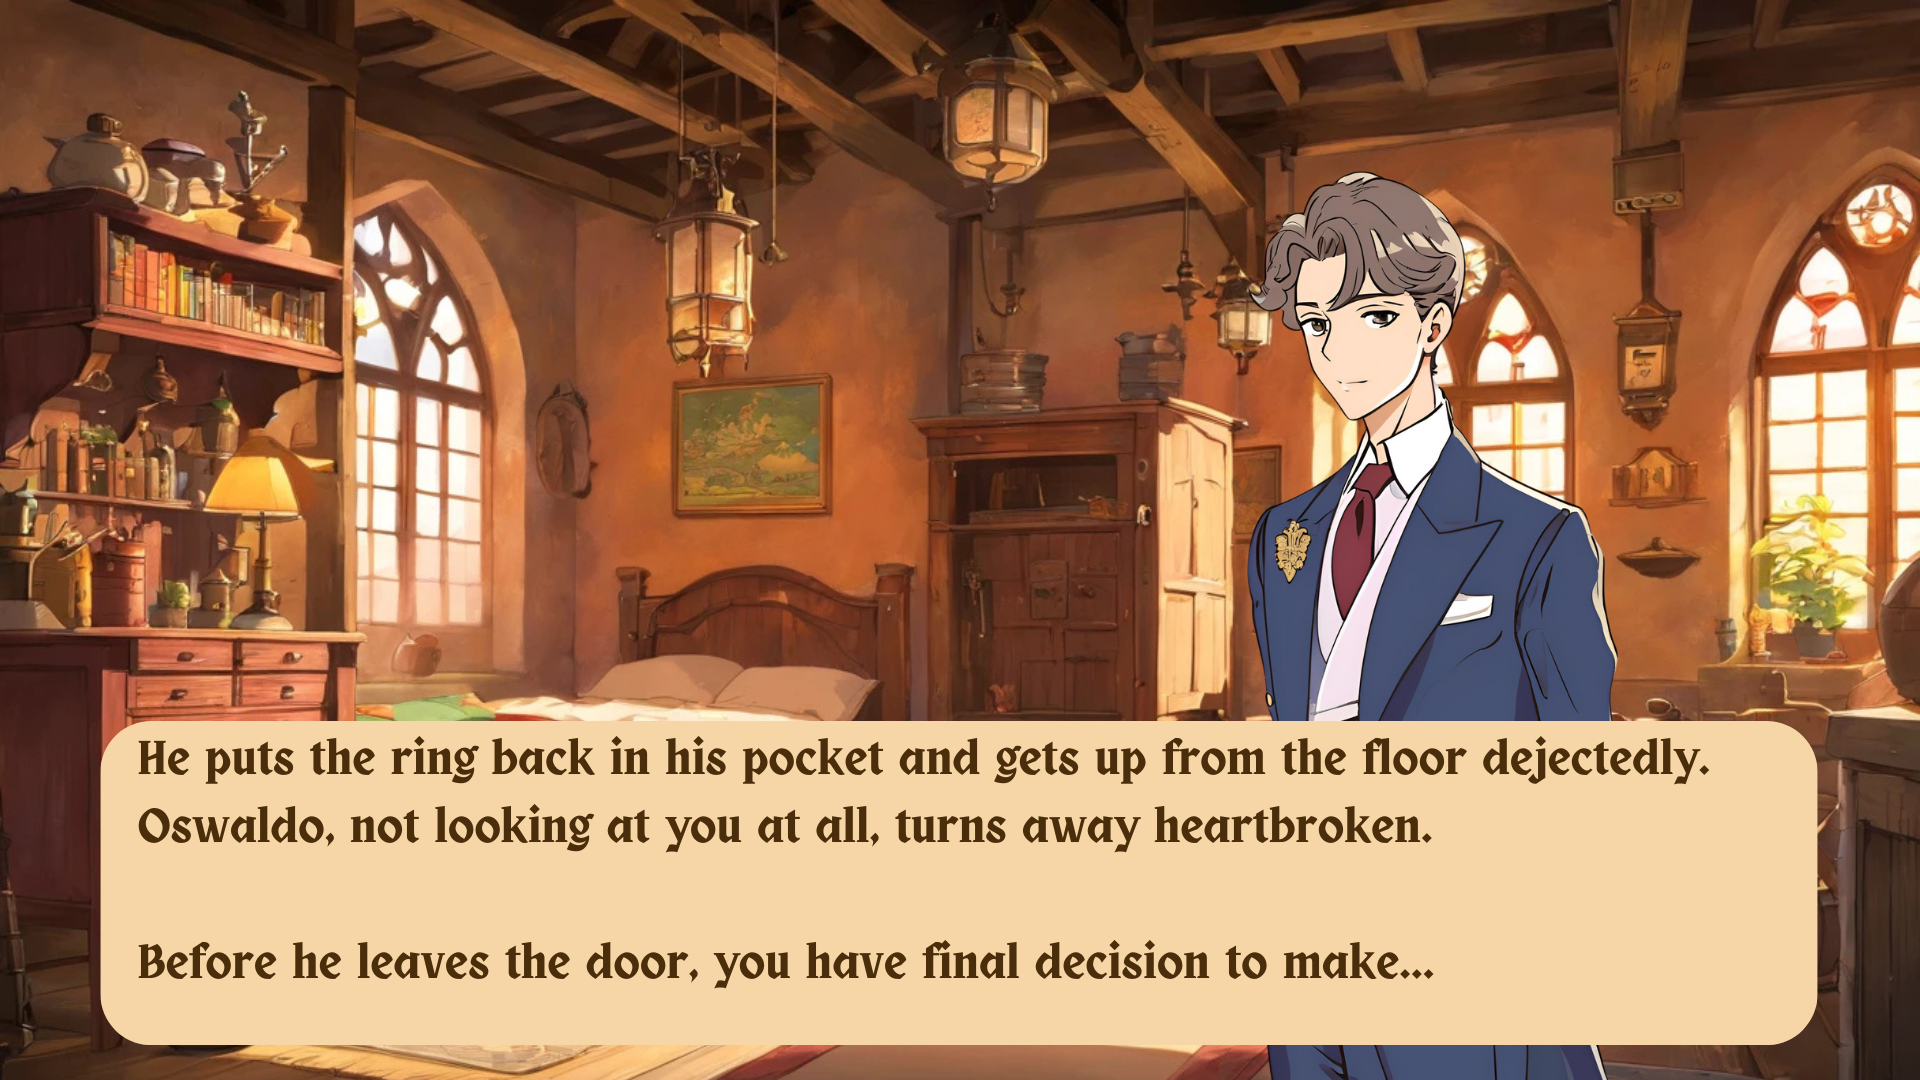 He puts the ring back in his pocket and gets up from the floor dejectedly.
Oswaldo, not looking at you at all, turns away heartbroken.
Before he leaves the door, you have final decision to make...